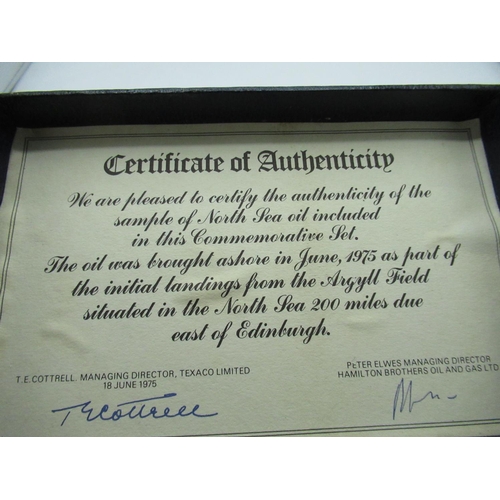 Certificate of Authenticity
We are pleased to certify the authenticity of the
sample of North Sea oil included
in this Commemorative Set.
The oil was brought ashore in June, 1975 as part of
the initial landings from the Argyll Field
situated in the North Sea 200 miles due
east of Edinburgh.
T.E.COTTRELL. MANAGING DIRECTOR, TEXACO LIMITED
18 JUNE 1975
TECottrell
PETER ELWES MANAGING DIRECTOR
HAMILTON BROTHERS OIL AND GAS LTD